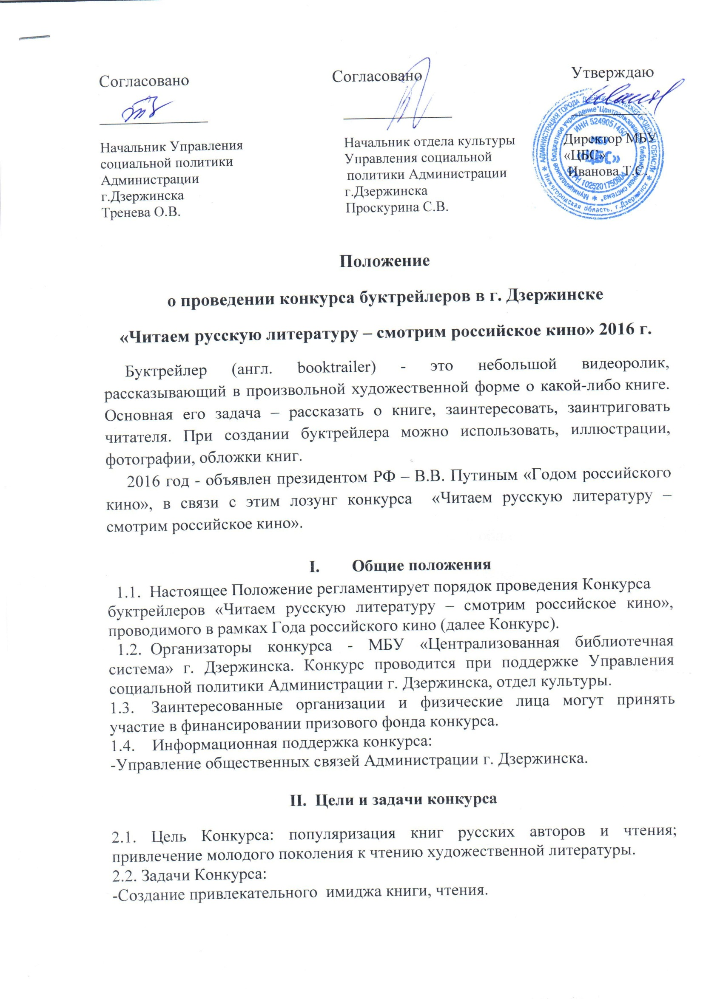 Согласовано
Начальник Управления
социальной политики
Администрации
г.Дзержинска
Тренева О.В.
Согласовано
Начальник отдела культуры
Управления социальной
политики Администрации
г.Дзержинска
Проскурина С.В.
Утверждаю
Директор МБУ
«ЦБС»
Иванова Т.С.
ИНН 5249051450
МБУ
«ЦБС»
ОГРН 1025201750804
Муниципальное бюджетное учреждение "Централизованная библиотечная система"
Нижегородская область, г.Дзержинск
Положение
о проведении конкурса буктрейлеров в г. Дзержинске
«Читаем русскую литературу – смотрим российское кино» 2016 г.
Буктрейлер (англ. booktrailer) - это небольшой видеоролик,
рассказывающий в произвольной художественной форме о какой-либо книге.
Основная его задача – рассказать о книге, заинтересовать, заинтриговать
читателя. При создании буктрейлера можно использовать, иллюстрации,
фотографии, обложки книг.
2016 год - объявлен президентом РФ – В.В. Путиным «Годом российского
кино», в связи с этим лозунг конкурса «Читаем русскую литературу –
смотрим российское кино».
I. Общие положения
1.1. Настоящее Положение регламентирует порядок проведения Конкурса
буктрейлеров «Читаем русскую литературу – смотрим российское кино»,
проводимого в рамках Года российского кино (далее Конкурс).
1.2. Организаторы конкурса - МБУ «Централизованная библиотечная
система» г. Дзержинска. Конкурс проводится при поддержке Управления
социальной политики Администрации г. Дзержинска, отдел культуры.
1.3. Заинтересованные организации и физические лица могут принять
участие в финансировании призового фонда конкурса.
1.4. Информационная поддержка конкурса:
-Управление общественных связей Администрации г. Дзержинска.
II. Цели и задачи конкурса
2.1. Цель Конкурса: популяризация книг русских авторов и чтения;
привлечение молодого поколения к чтению художественной литературы.
2.2. Задачи Конкурса:
-Создание привлекательного имиджа книги, чтения.